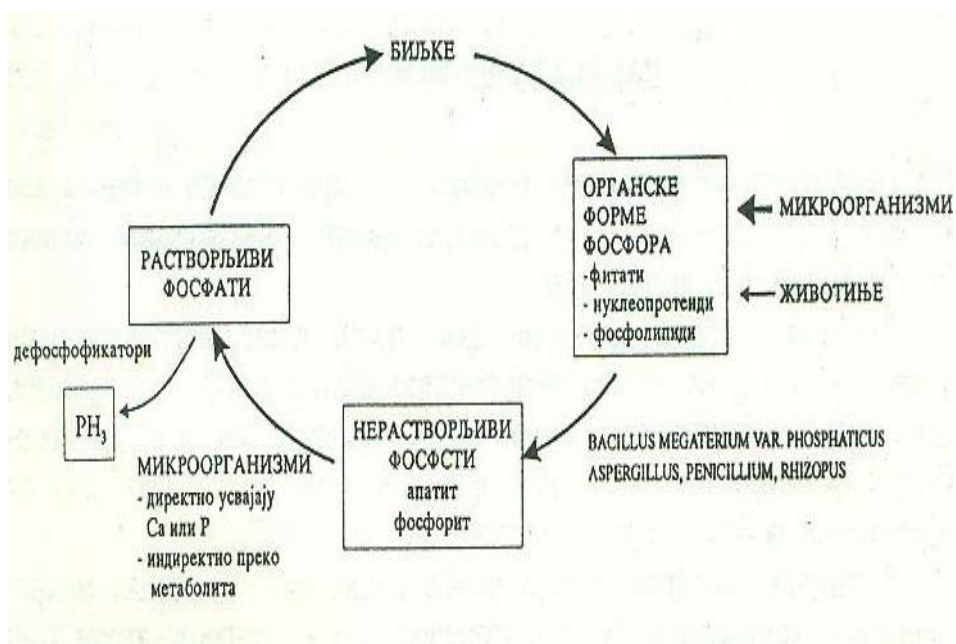 БИЉКЕ
ОРГАНСКЕ
ФОРМЕ
ФОСФОРА
- фитати
- нуклеопротенди
- фосфолипиди
МИКРООРГАНИЗМИ
ЖИВОТИЊЕ
РАСТВОРЉИВИ
ФОСФАТИ
дефосфофикатори
PH₃
НЕРАСТВОРЉИВИ
ФОСФСТИ
апатит
фосфорит
BACILLUS MEGATERIUM VAR. PHOSPHATICUS
ASPERGILLUS, PENICILLIUM, RHIZOPUS
МИКРООРГАНИЗМИ
- директно усвајају
Ca или P
- индиректно преко
метаболита